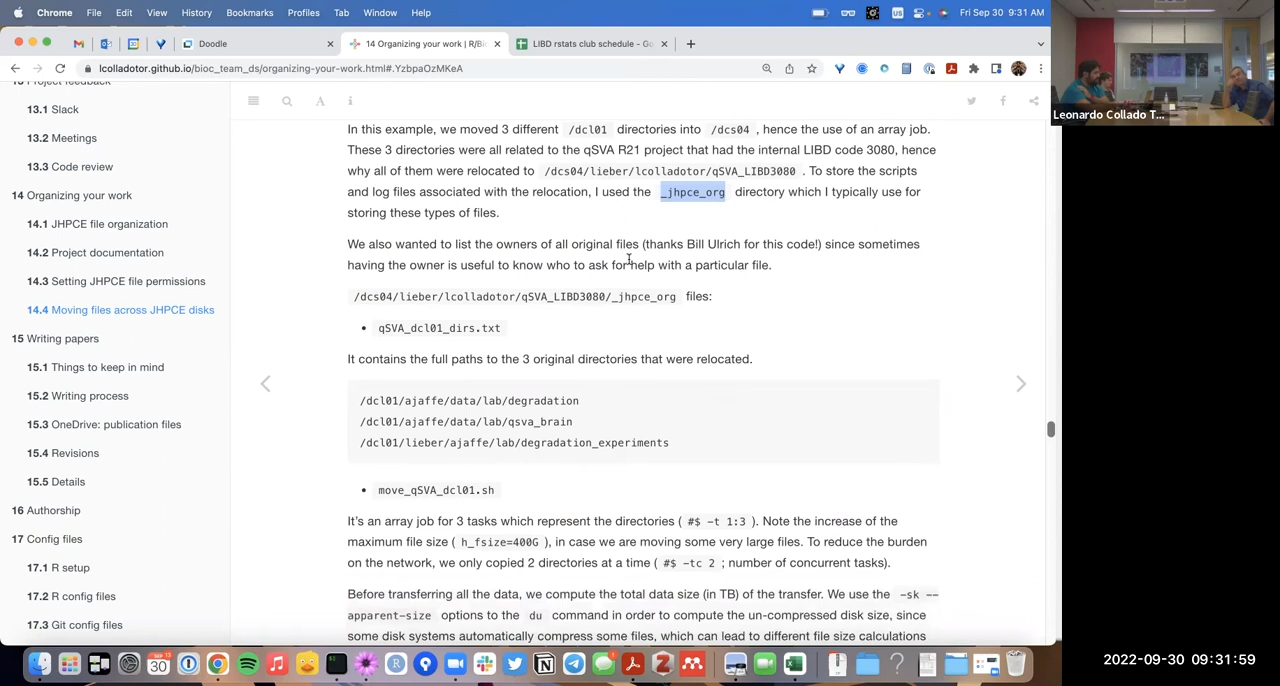 Chrome File Edit View History Bookmarks Profiles Tab Window Help Fri Sep 30 9:31 AM
Doodle 14 Organizing your work | R/Bi LIBD rstats club schedule - Go
lcolladotor.github.io/bioc_team_ds/organizing-your-work.html#.YzbpaOzMKeA
13 Project feedback
13.1 Slack
13.2 Meetings
13.3 Code review
14 Organizing your work
14.1 JHPCE file organization
14.2 Project documentation
14.3 Setting JHPCE file permissions
14.4 Moving files across JHPCE disks
15 Writing papers
15.1 Things to keep in mind
15.2 Writing process
15.3 OneDrive: publication files
15.4 Revisions
15.5 Details
16 Authorship
17 Config files
17.1 R setup
17.2 R config files
17.3 Git config files
In this example, we moved 3 different /dcl01 directories into /dcs04 , hence the use of an array job.
These 3 directories were all related to the qSVA R21 project that had the internal LIBD code 3080, hence
why all of them were relocated to /dcs04/lieber/lcolladotor/qSVA_LIBD3080 . To store the scripts
and log files associated with the relocation, I used the _jhpce_org directory which I typically use for
storing these types of files.
We also wanted to list the owners of all original files (thanks Bill Ulrich for this code!) since sometimes
having the owner is useful to know who to ask for help with a particular file.
/dcs04/lieber/lcolladotor/qSVA_LIBD3080/_jhpce_org files:
• qSVA_dcl01_dirs.txt
It contains the full paths to the 3 original directories that were relocated.
/dcl01/ajaffe/data/lab/degradation
/dcl01/ajaffe/data/lab/qsva_brain
/dcl01/lieber/ajaffe/lab/degradation_experiments
• move_qSVA_dcl01.sh
It's an array job for 3 tasks which represent the directories ( #$ -t 1:3 ). Note the increase of the
maximum file size ( h_fsize=400G ), in case we are moving some very large files. To reduce the burden
on the network, we only copied 2 directories at a time ( #$ -tc 2 ; number of concurrent tasks).
Before transferring all the data, we compute the total data size (in TB) of the transfer. We use the -sk --
apparent-size options to the du command in order to compute the un-compressed disk size, since
some disk systems automatically compress some files, which can lead to different file size calculations
Leonardo Collado T...
2022-09-30 09:31:59